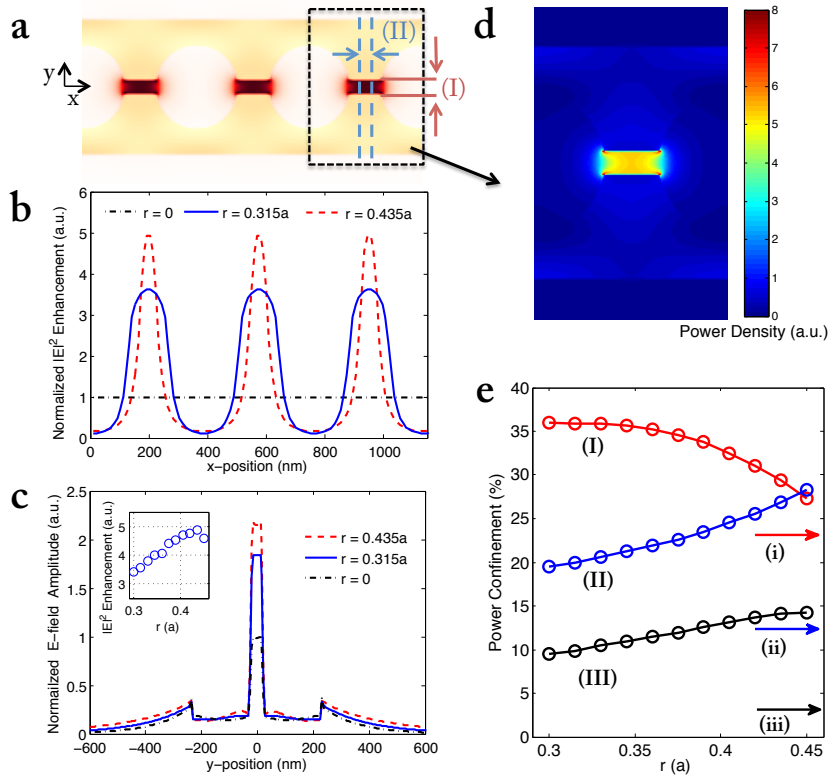 a
(II)
y
x
(I)
d
8
7
6
5
4
3
2
1
0
Power Density (a.u.)
b
Normalized |E|² Enhancement (a.u.)
r = 0
r = 0.315a
r = 0.435a
6
5
4
3
2
1
0
0
200
400
600
800
1000
x-position (nm)
c
Normalized E-field Amplitude (a.u.)
2.5
2
1.5
1
0.5
0
|E|² Enhancement (a.u.)
5
4
3
0.3
0.4
r (a)
r = 0.435a
r = 0.315a
r = 0
-600
-400
-200
0
200
400
600
y-position (nm)
e
Power Confinement (%)
40
35
30
25
20
15
10
5
0
(I)
(i)
(II)
(ii)
(III)
(iii)
0.3
0.35
0.4
0.45
r (a)